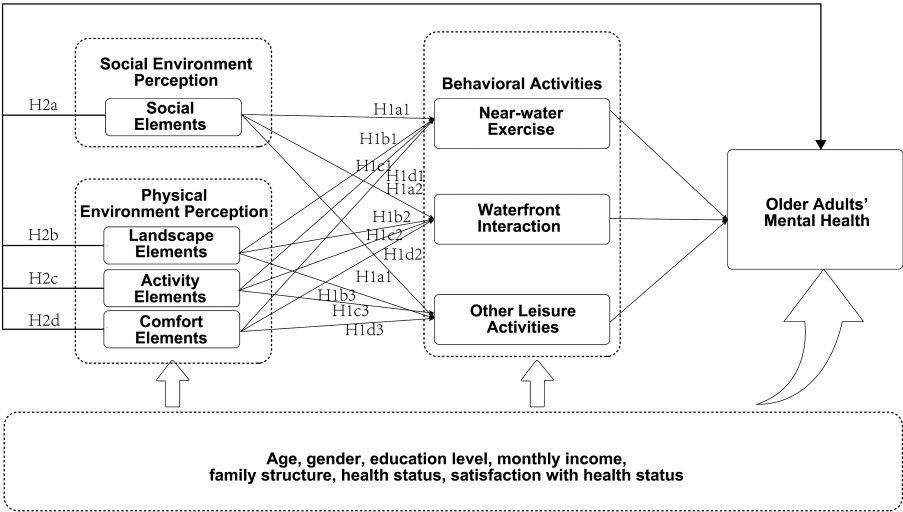 Social Environment
Perception
Social
Elements
H2a
Physical
Environment Perception
Landscape
Elements
H2b
Activity
Elements
H2c
Comfort
Elements
H2d
H1a1
H1b1
H1c1
H1d1
H1a2
H1b2
H1c2
H1d2
H1a1
H1b3
H1c3
H1d3
Behavioral Activities
Near-water
Exercise
Waterfront
Interaction
Other Leisure
Activities
Older Adults’
Mental Health
Age, gender, education level, monthly income,
family structure, health status, satisfaction with health status